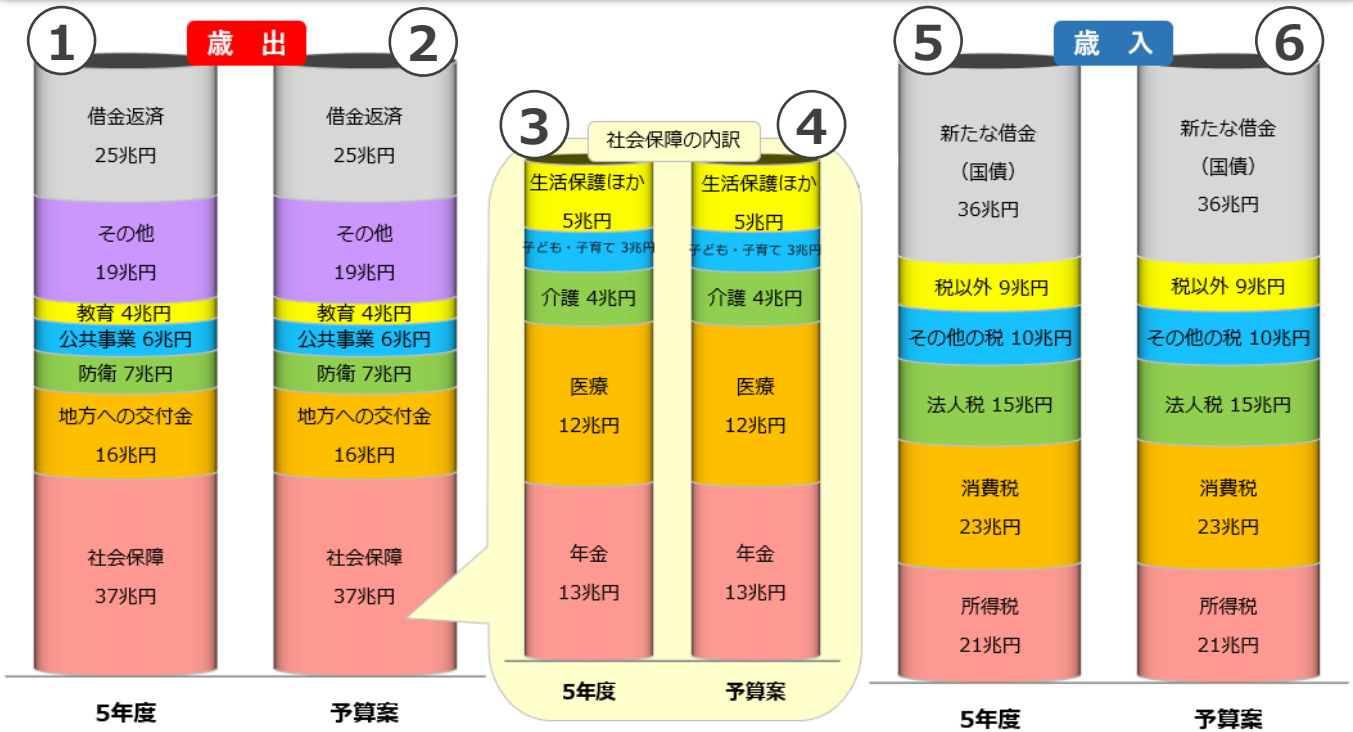 ①
歳 出
②
借金返済
25兆円
その他
19兆円
教育 4兆円
公共事業 6兆円
防衛 7兆円
地方への交付金
16兆円
社会保障
37兆円
5年度
借金返済
25兆円
その他
19兆円
教育 4兆円
公共事業 6兆円
防衛 7兆円
地方への交付金
16兆円
社会保障
37兆円
予算案
③
社会保障の内訳
④
生活保護ほか
5兆円
子ども・子育て 3兆円
介護 4兆円
医療
12兆円
年金
13兆円
5年度
生活保護ほか
5兆円
子ども・子育て 3兆円
介護 4兆円
医療
12兆円
年金
13兆円
予算案
⑤
歳 入
⑥
新たな借金
(国債)
36兆円
税以外 9兆円
その他の税 10兆円
法人税 15兆円
消費税
23兆円
所得税
21兆円
5年度
新たな借金
(国債)
36兆円
税以外 9兆円
その他の税 10兆円
法人税 15兆円
消費税
23兆円
所得税
21兆円
予算案